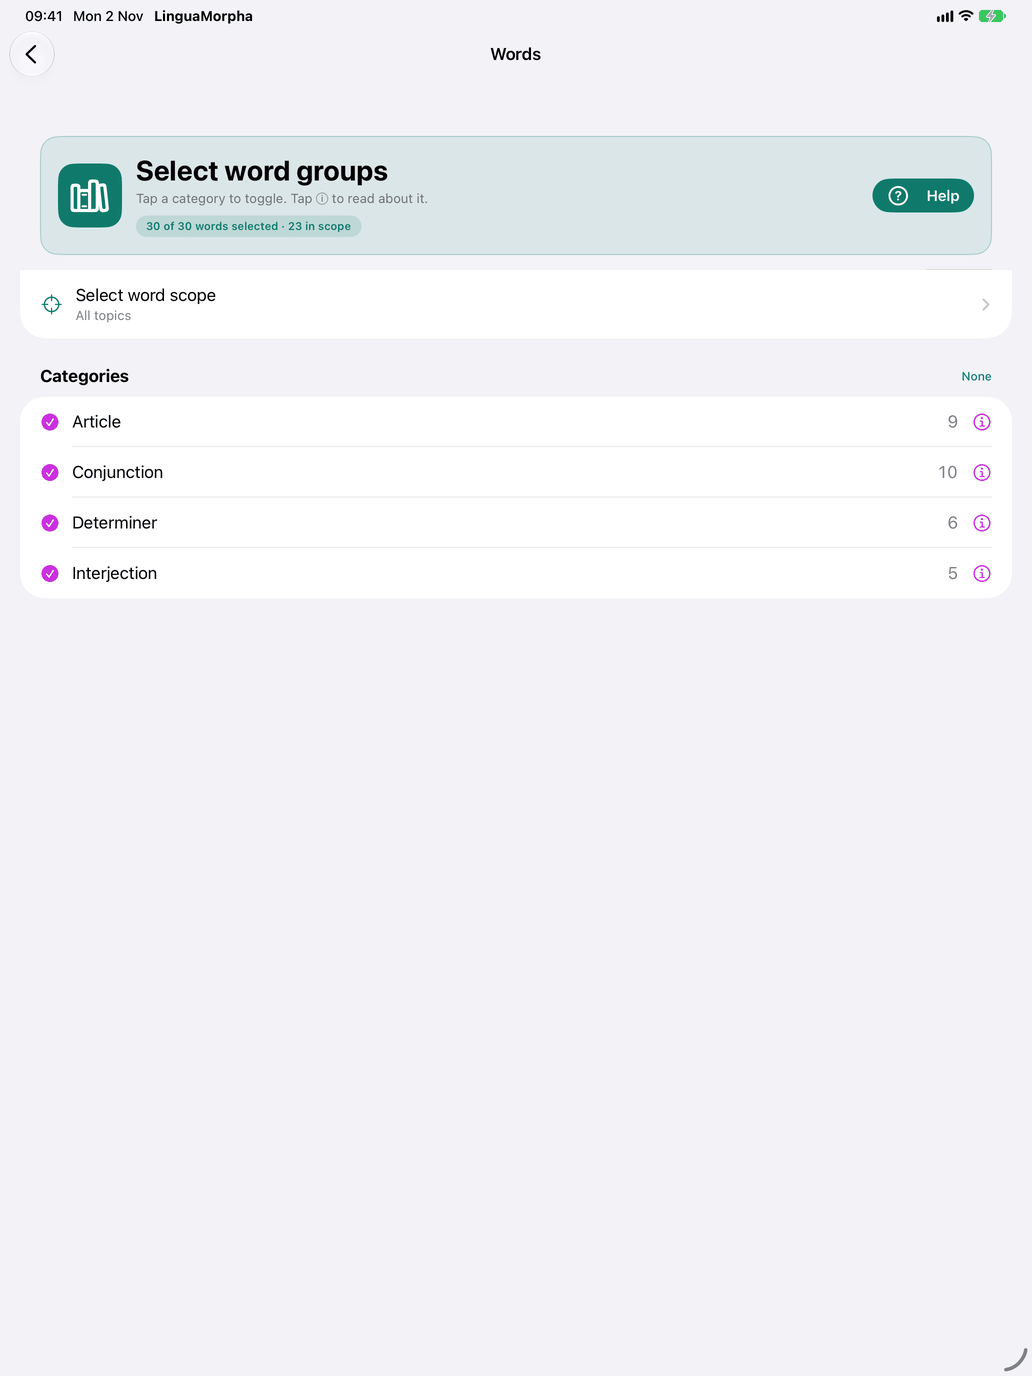 09:41 Mon 2 Nov LinguaMorpha
Words
Select word groups
Tap a category to toggle. Tap ⓘ to read about it.
30 of 30 words selected · 23 in scope
Help
Select word scope
All topics
Categories
None
Article 9
Conjunction 10
Determiner 6
Interjection 5